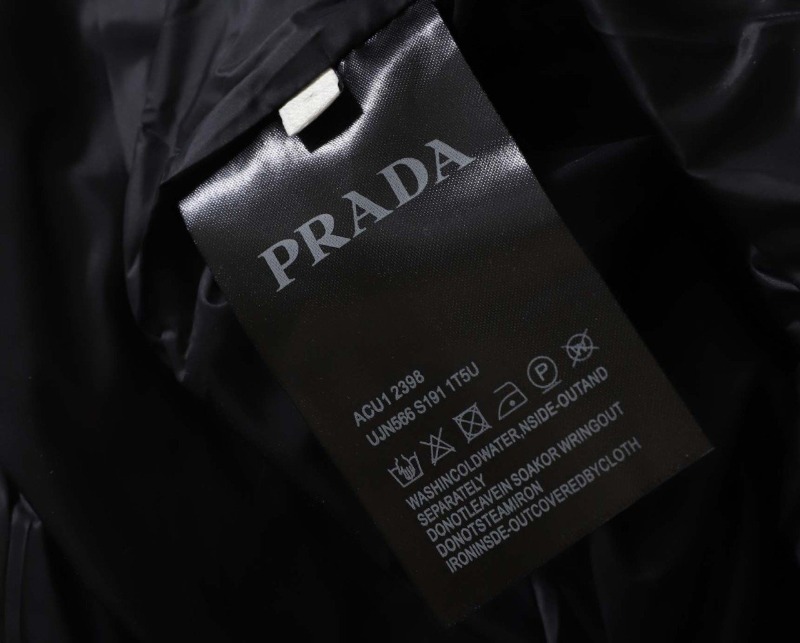 PRADA
ACU1 2398
UJN566 S191 1T5U
P
W
WASHINCOLDWATER,NSIDE-OUTAND
SEPARATELY
DONOTLEAVEIN SOAKOR WRINGOUT
DONOTSTEAMIRON
IRONINSDE-OUTCOVEREDBYCLOTH